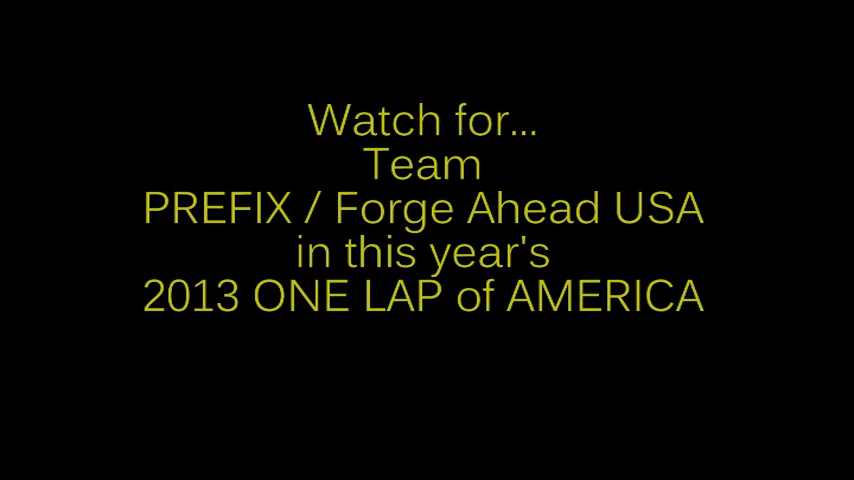 Watch for...
Team
PREFIX / Forge Ahead USA
in this year's
2013 ONE LAP of AMERICA